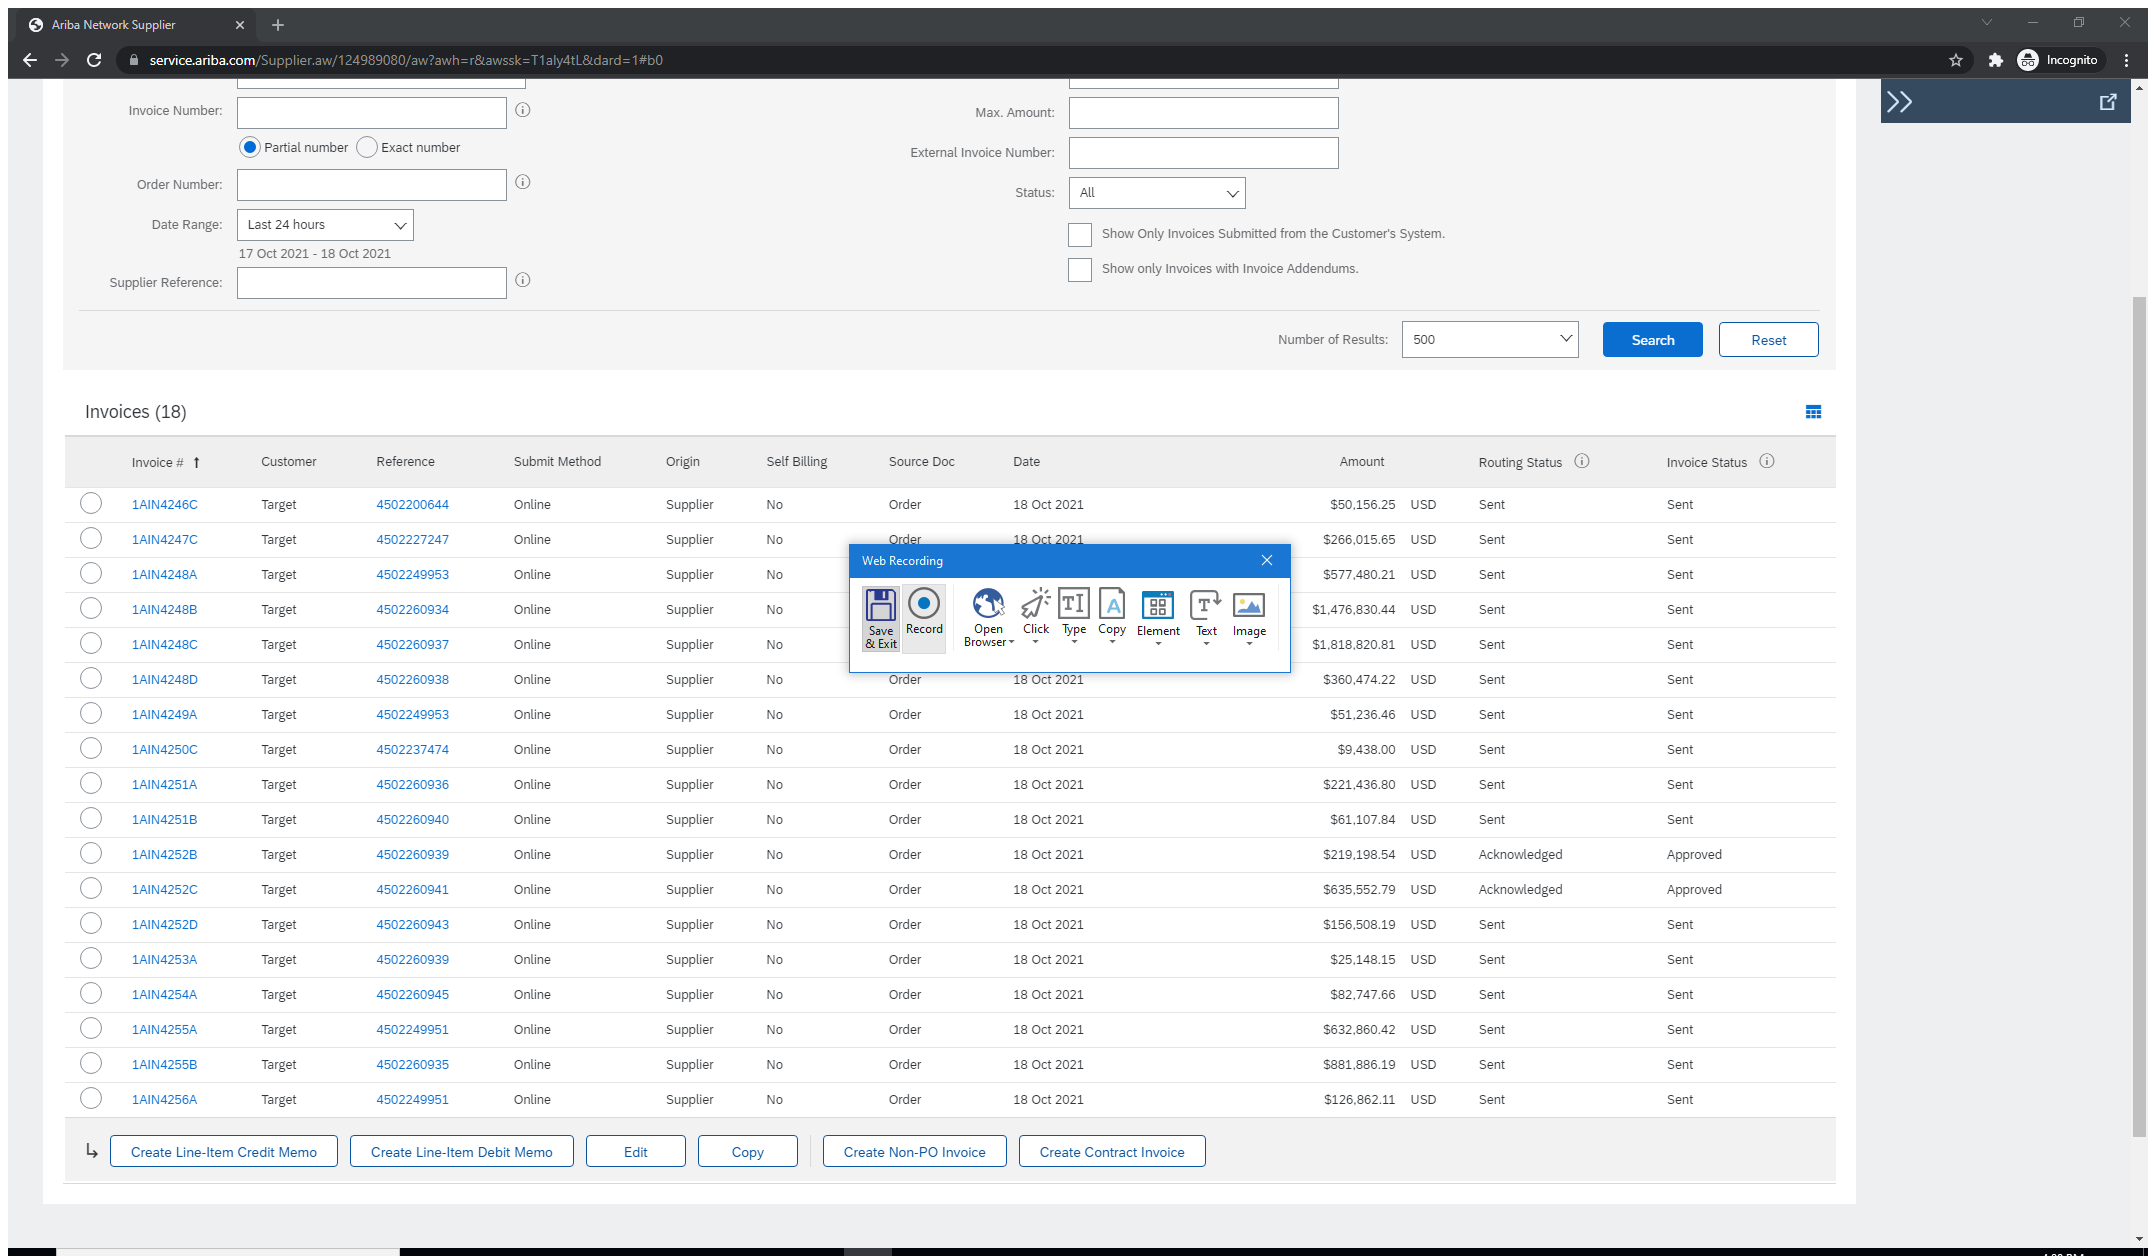 Ariba Network Supplier
service.ariba.com/Supplier.aw/124989080/aw?awh=r&awssk=T1aly4tL&dard=1#b0
Incognito
Invoice Number:
Max. Amount:
Partial number Exact number
External Invoice Number:
Order Number:
Status: All
Date Range: Last 24 hours
Show Only Invoices Submitted from the Customer's System.
17 Oct 2021 - 18 Oct 2021
Show only Invoices with Invoice Addendums.
Supplier Reference:
Number of Results: 500 Search Reset
Invoices (18)
Invoice # ↑ Customer Reference Submit Method Origin Self Billing Source Doc Date Amount Routing Status Invoice Status
1AIN4246C Target 4502200644 Online Supplier No Order 18 Oct 2021 $50,156.25 USD Sent Sent
1AIN4247C Target 4502227247 Online Supplier No Order 18 Oct 2021 $266,015.65 USD Sent Sent
1AIN4248A Target 4502249953 Online Supplier No $577,480.21 USD Sent Sent
1AIN4248B Target 4502260934 Online Supplier No $1,476,830.44 USD Sent Sent
1AIN4248C Target 4502260937 Online Supplier No $1,818,820.81 USD Sent Sent
1AIN4248D Target 4502260938 Online Supplier No Order 18 Oct 2021 $360,474.22 USD Sent Sent
1AIN4249A Target 4502249953 Online Supplier No Order 18 Oct 2021 $51,236.46 USD Sent Sent
1AIN4250C Target 4502237474 Online Supplier No Order 18 Oct 2021 $9,438.00 USD Sent Sent
1AIN4251A Target 4502260936 Online Supplier No Order 18 Oct 2021 $221,436.80 USD Sent Sent
1AIN4251B Target 4502260940 Online Supplier No Order 18 Oct 2021 $61,107.84 USD Sent Sent
1AIN4252B Target 4502260939 Online Supplier No Order 18 Oct 2021 $219,198.54 USD Acknowledged Approved
1AIN4252C Target 4502260941 Online Supplier No Order 18 Oct 2021 $635,552.79 USD Acknowledged Approved
1AIN4252D Target 4502260943 Online Supplier No Order 18 Oct 2021 $156,508.19 USD Sent Sent
1AIN4253A Target 4502260939 Online Supplier No Order 18 Oct 2021 $25,148.15 USD Sent Sent
1AIN4254A Target 4502260945 Online Supplier No Order 18 Oct 2021 $82,747.66 USD Sent Sent
1AIN4255A Target 4502249951 Online Supplier No Order 18 Oct 2021 $632,860.42 USD Sent Sent
1AIN4255B Target 4502260935 Online Supplier No Order 18 Oct 2021 $881,886.19 USD Sent Sent
1AIN4256A Target 4502249951 Online Supplier No Order 18 Oct 2021 $126,862.11 USD Sent Sent
Web Recording
Save & Exit
Record
Open Browser
Click
Type
Copy
Element
Text
Image
Create Line-Item Credit Memo Create Line-Item Debit Memo Edit Copy Create Non-PO Invoice Create Contract Invoice